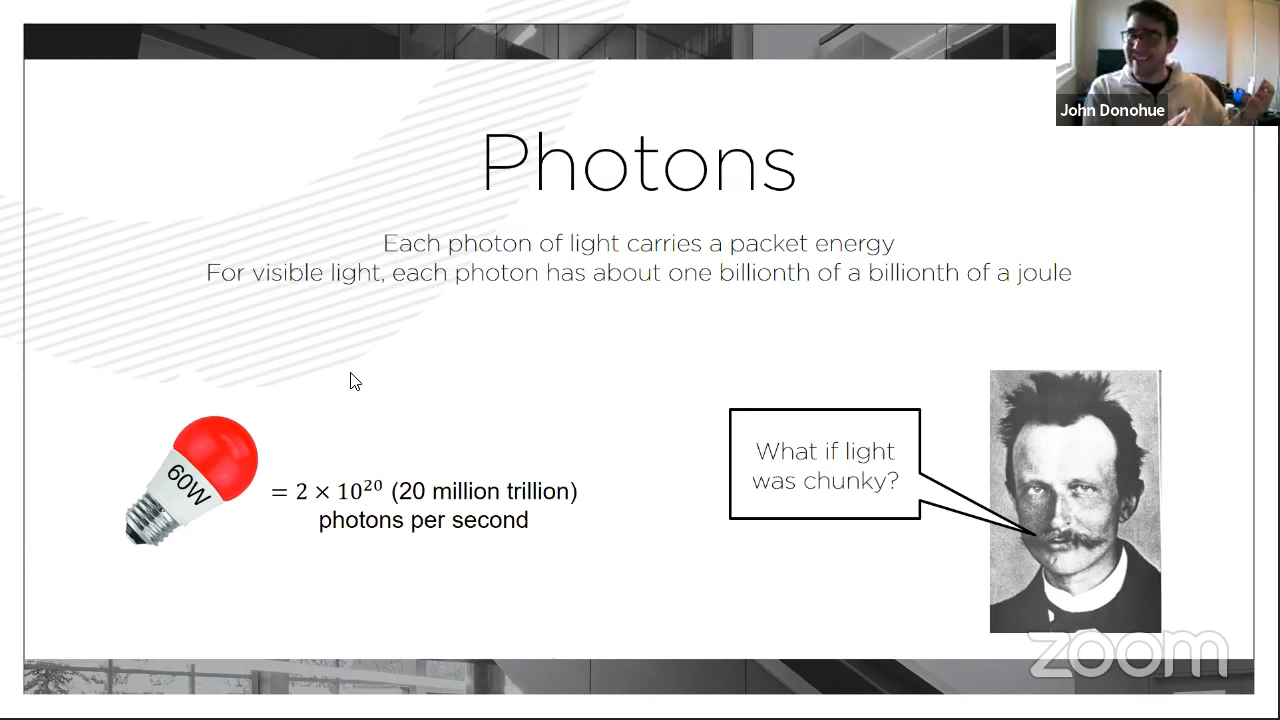 John Donohue
Photons
Each photon of light carries a packet energy
For visible light, each photon has about one billionth of a billionth of a joule
60W
= 2 × 10²⁰ (20 million trillion)
photons per second
What if light
was chunky?
zoom